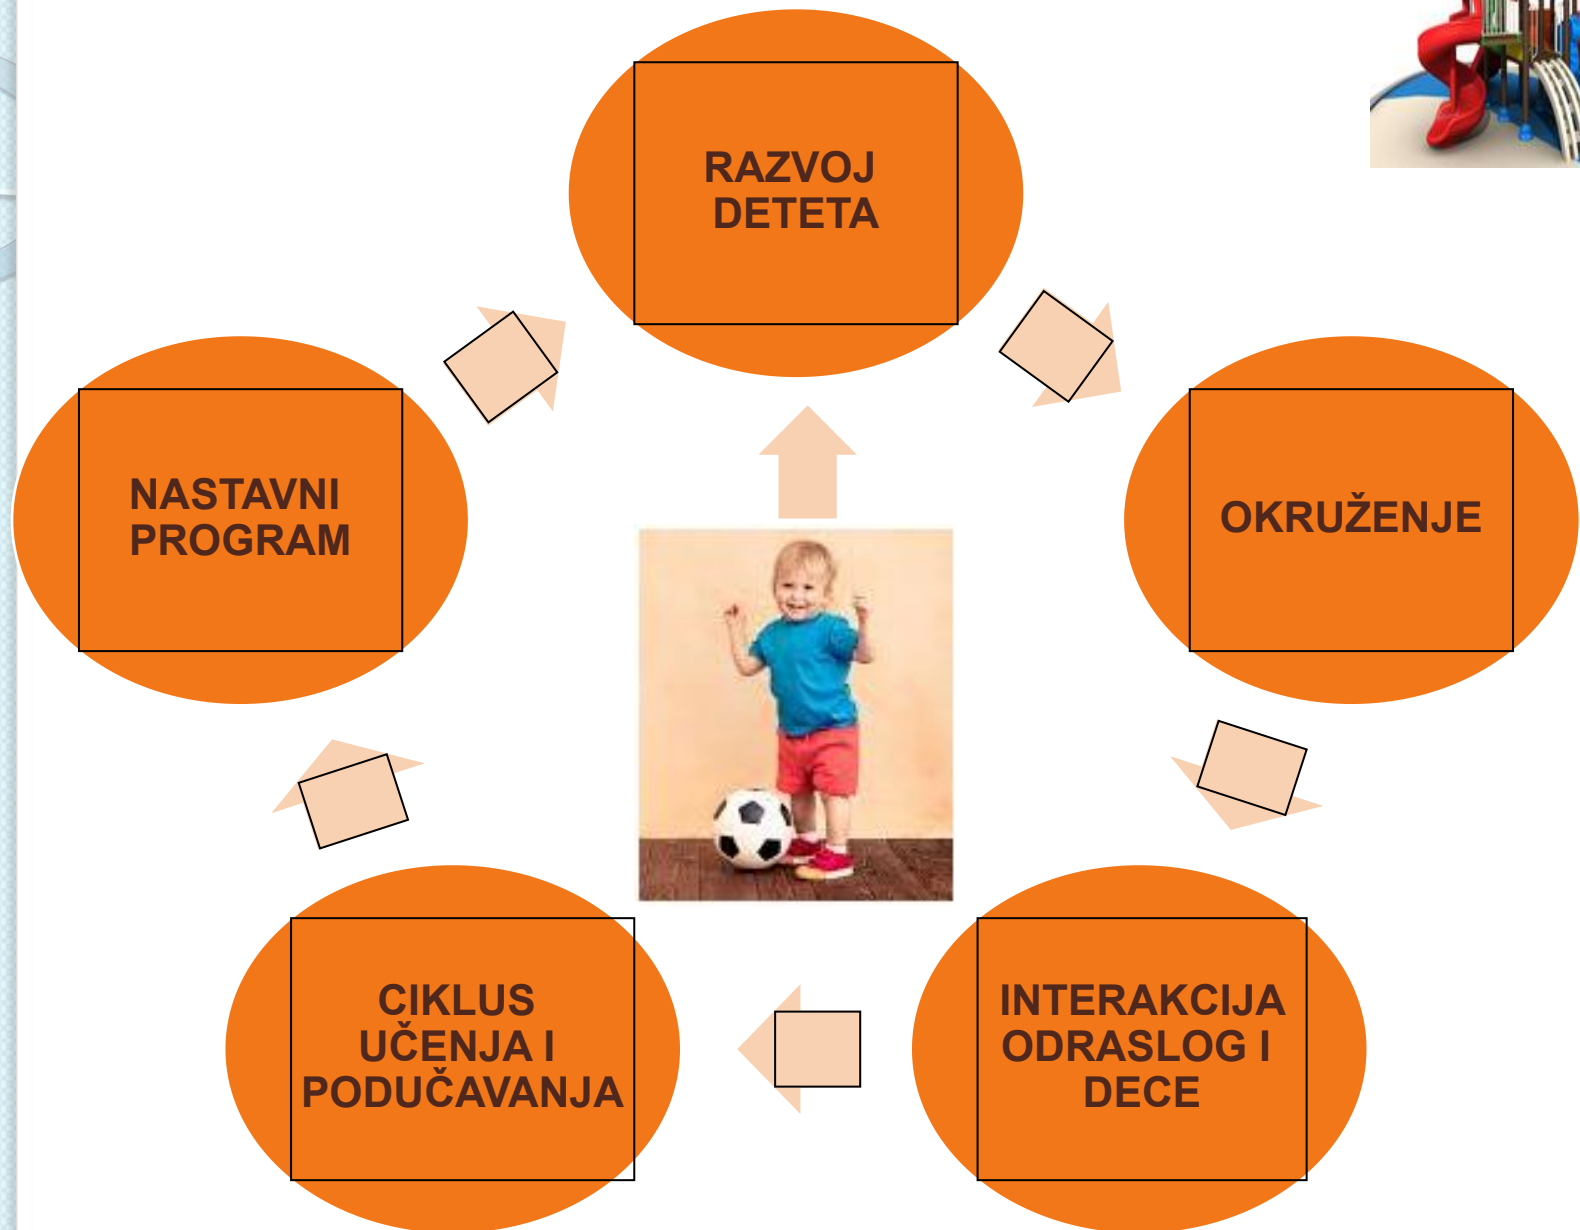 RAZVOJ
DETETA
NASTAVNI
PROGRAM
OKRUŽENJE
CIKLUS
UČENJA I
PODUČAVANJA
INTERAKCIJA
ODRASLOG I
DECE